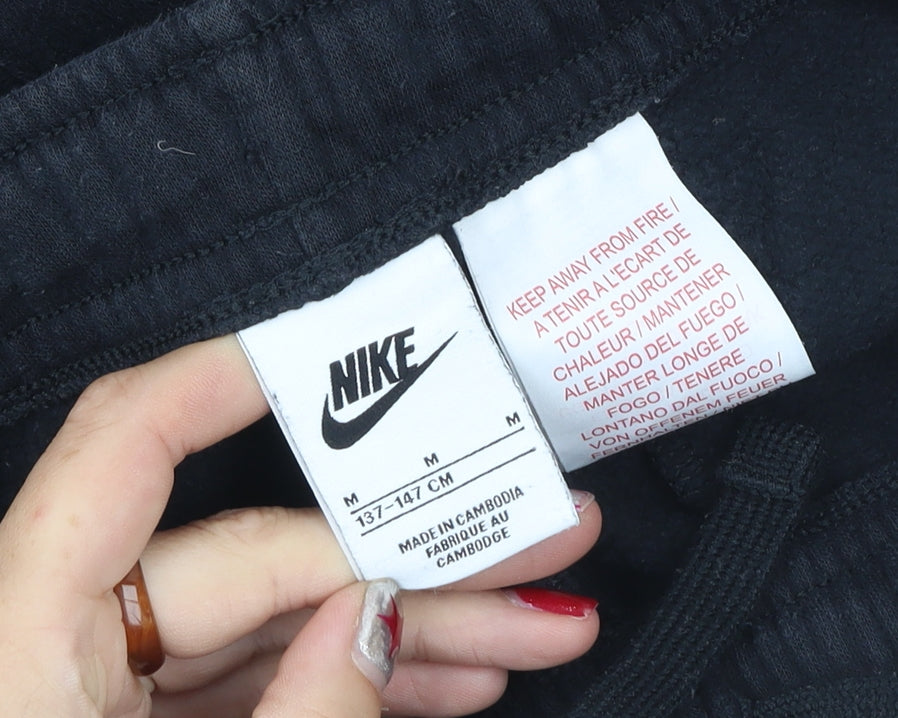 NIKE
M M M
137-147 CM
MADE IN CAMBODIA
FABRIQUE AU
CAMBODGE
KEEP AWAY FROM FIRE /
A TENIR A L'ECART DE
TOUTE SOURCE DE
CHALEUR / MANTENER
ALEJADO DEL FUEGO /
MANTER LONGE DE
FOGO / TENERE
LONTANO DAL FUOCO /
VON OFFENEM FEUER
FERNHALTEN /